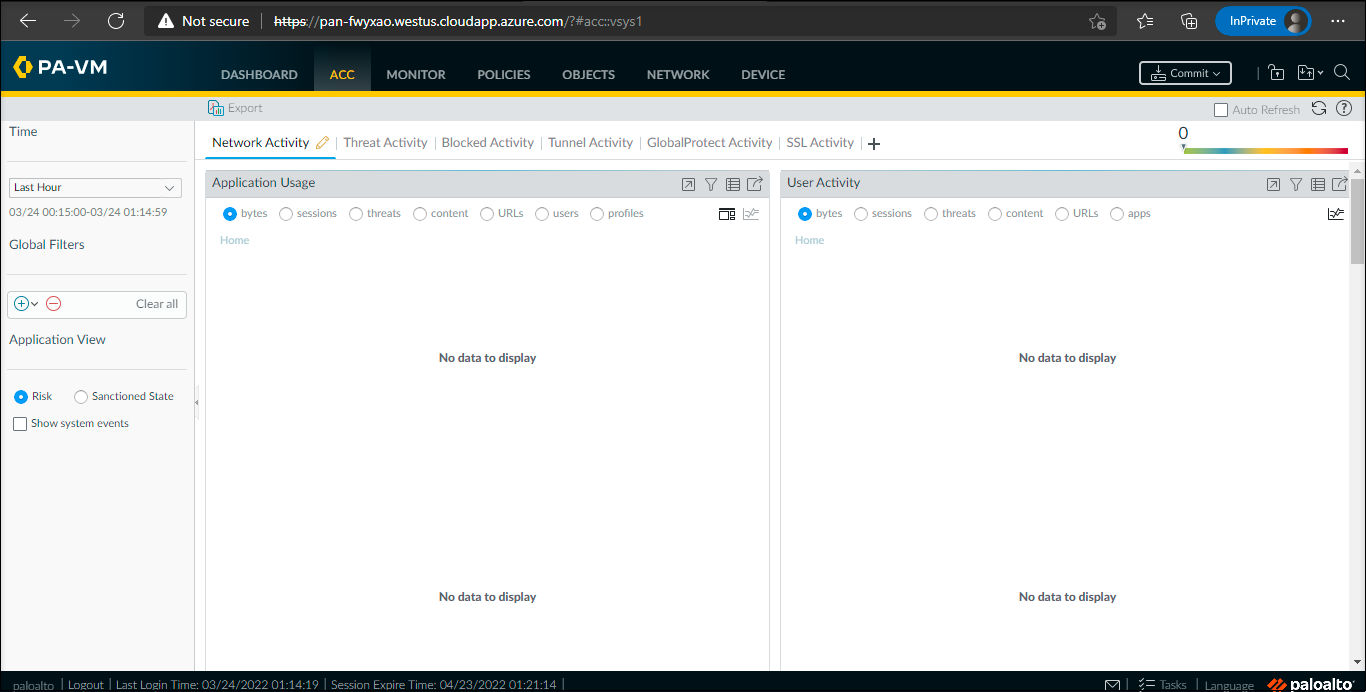 Not secure | https://pan-fwyxao.westus.cloudapp.azure.com/?#acc::vsys1 InPrivate
PA-VM DASHBOARD ACC MONITOR POLICIES OBJECTS NETWORK DEVICE Commit
Export Auto Refresh
Time
0
Network Activity Threat Activity Blocked Activity Tunnel Activity GlobalProtect Activity SSL Activity
Last Hour
03/24 00:15:00-03/24 01:14:59
Global Filters
Clear all
Application View
Risk Sanctioned State
Show system events
Application Usage
bytes sessions threats content URLs users profiles
Home
No data to display
No data to display
User Activity
bytes sessions threats content URLs apps
Home
No data to display
No data to display
paloalto | Logout | Last Login Time: 03/24/2022 01:14:19 | Session Expire Time: 04/23/2022 01:21:14 | Tasks | Language paloalto